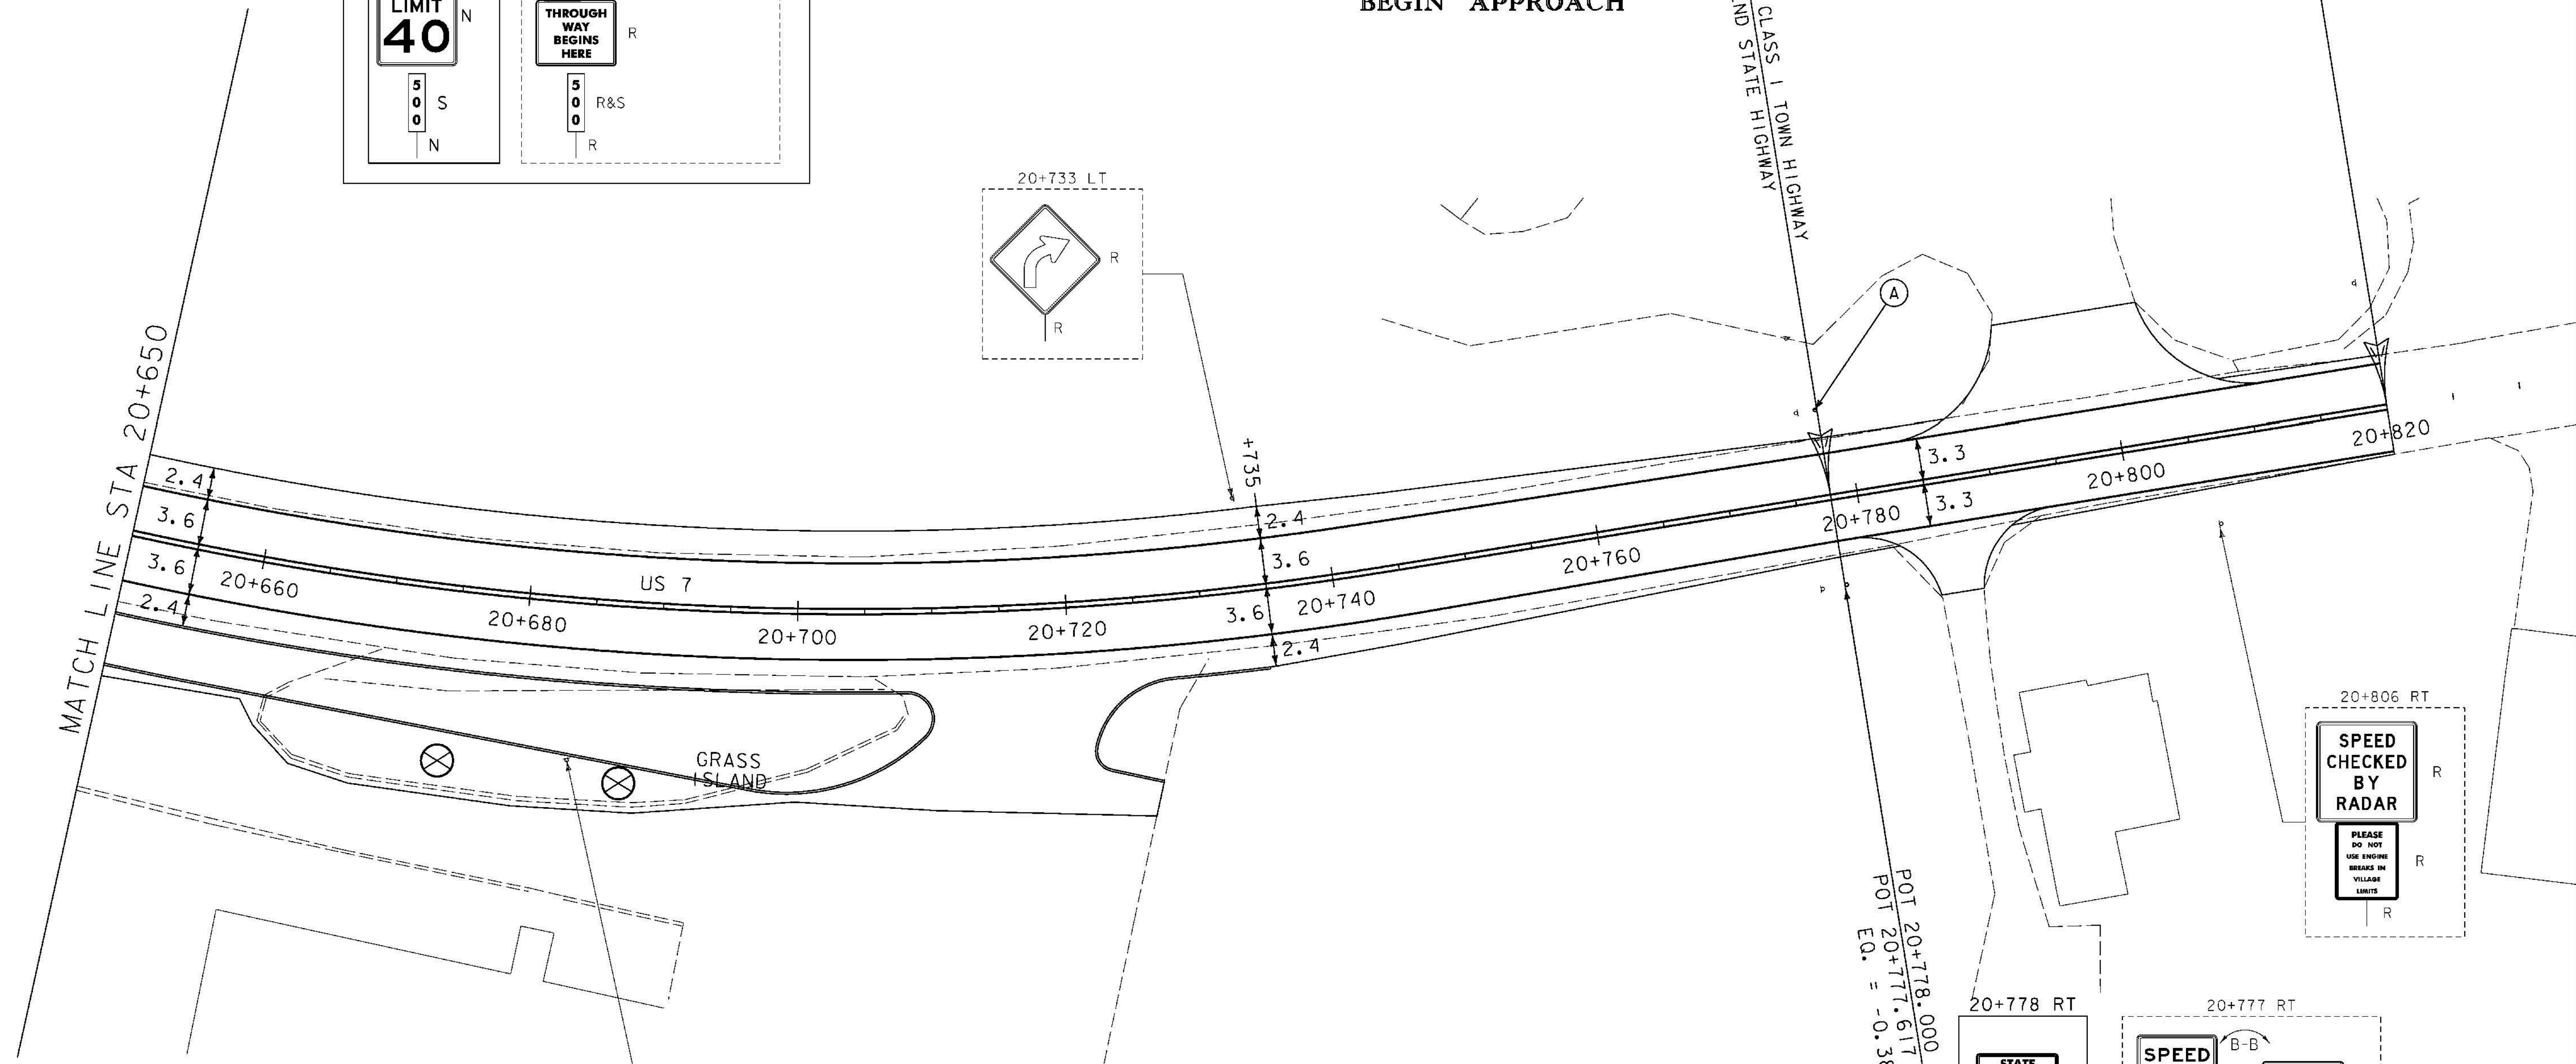 LIMIT
40
N
5
0
0
S
N
THROUGH
WAY
BEGINS
HERE
R
5
0
0
R&S
R
BEGIN APPROACH
CLASS 1 TOWN HIGHWAY
STATE HIGHWAY
20+733 LT
R
R
A
MATCH LINE STA 20+650
2.4
3.6
3.6
2.4
20+660
20+680
US 7
20+700
20+720
+735
2.4
3.6
3.6
2.4
20+740
20+760
20+780
3.3
3.3
20+800
20+820
GRASS
ISLAND
20+806 RT
SPEED
CHECKED
BY
RADAR
R
PLEASE
DO NOT
USE ENGINE
BREAKS IN
VILLAGE
LIMITS
R
R
POT 20+778.000
POT 20+777.617
EQ. = -0.38
20+778 RT
STATE
20+777 RT
SPEED
B-B